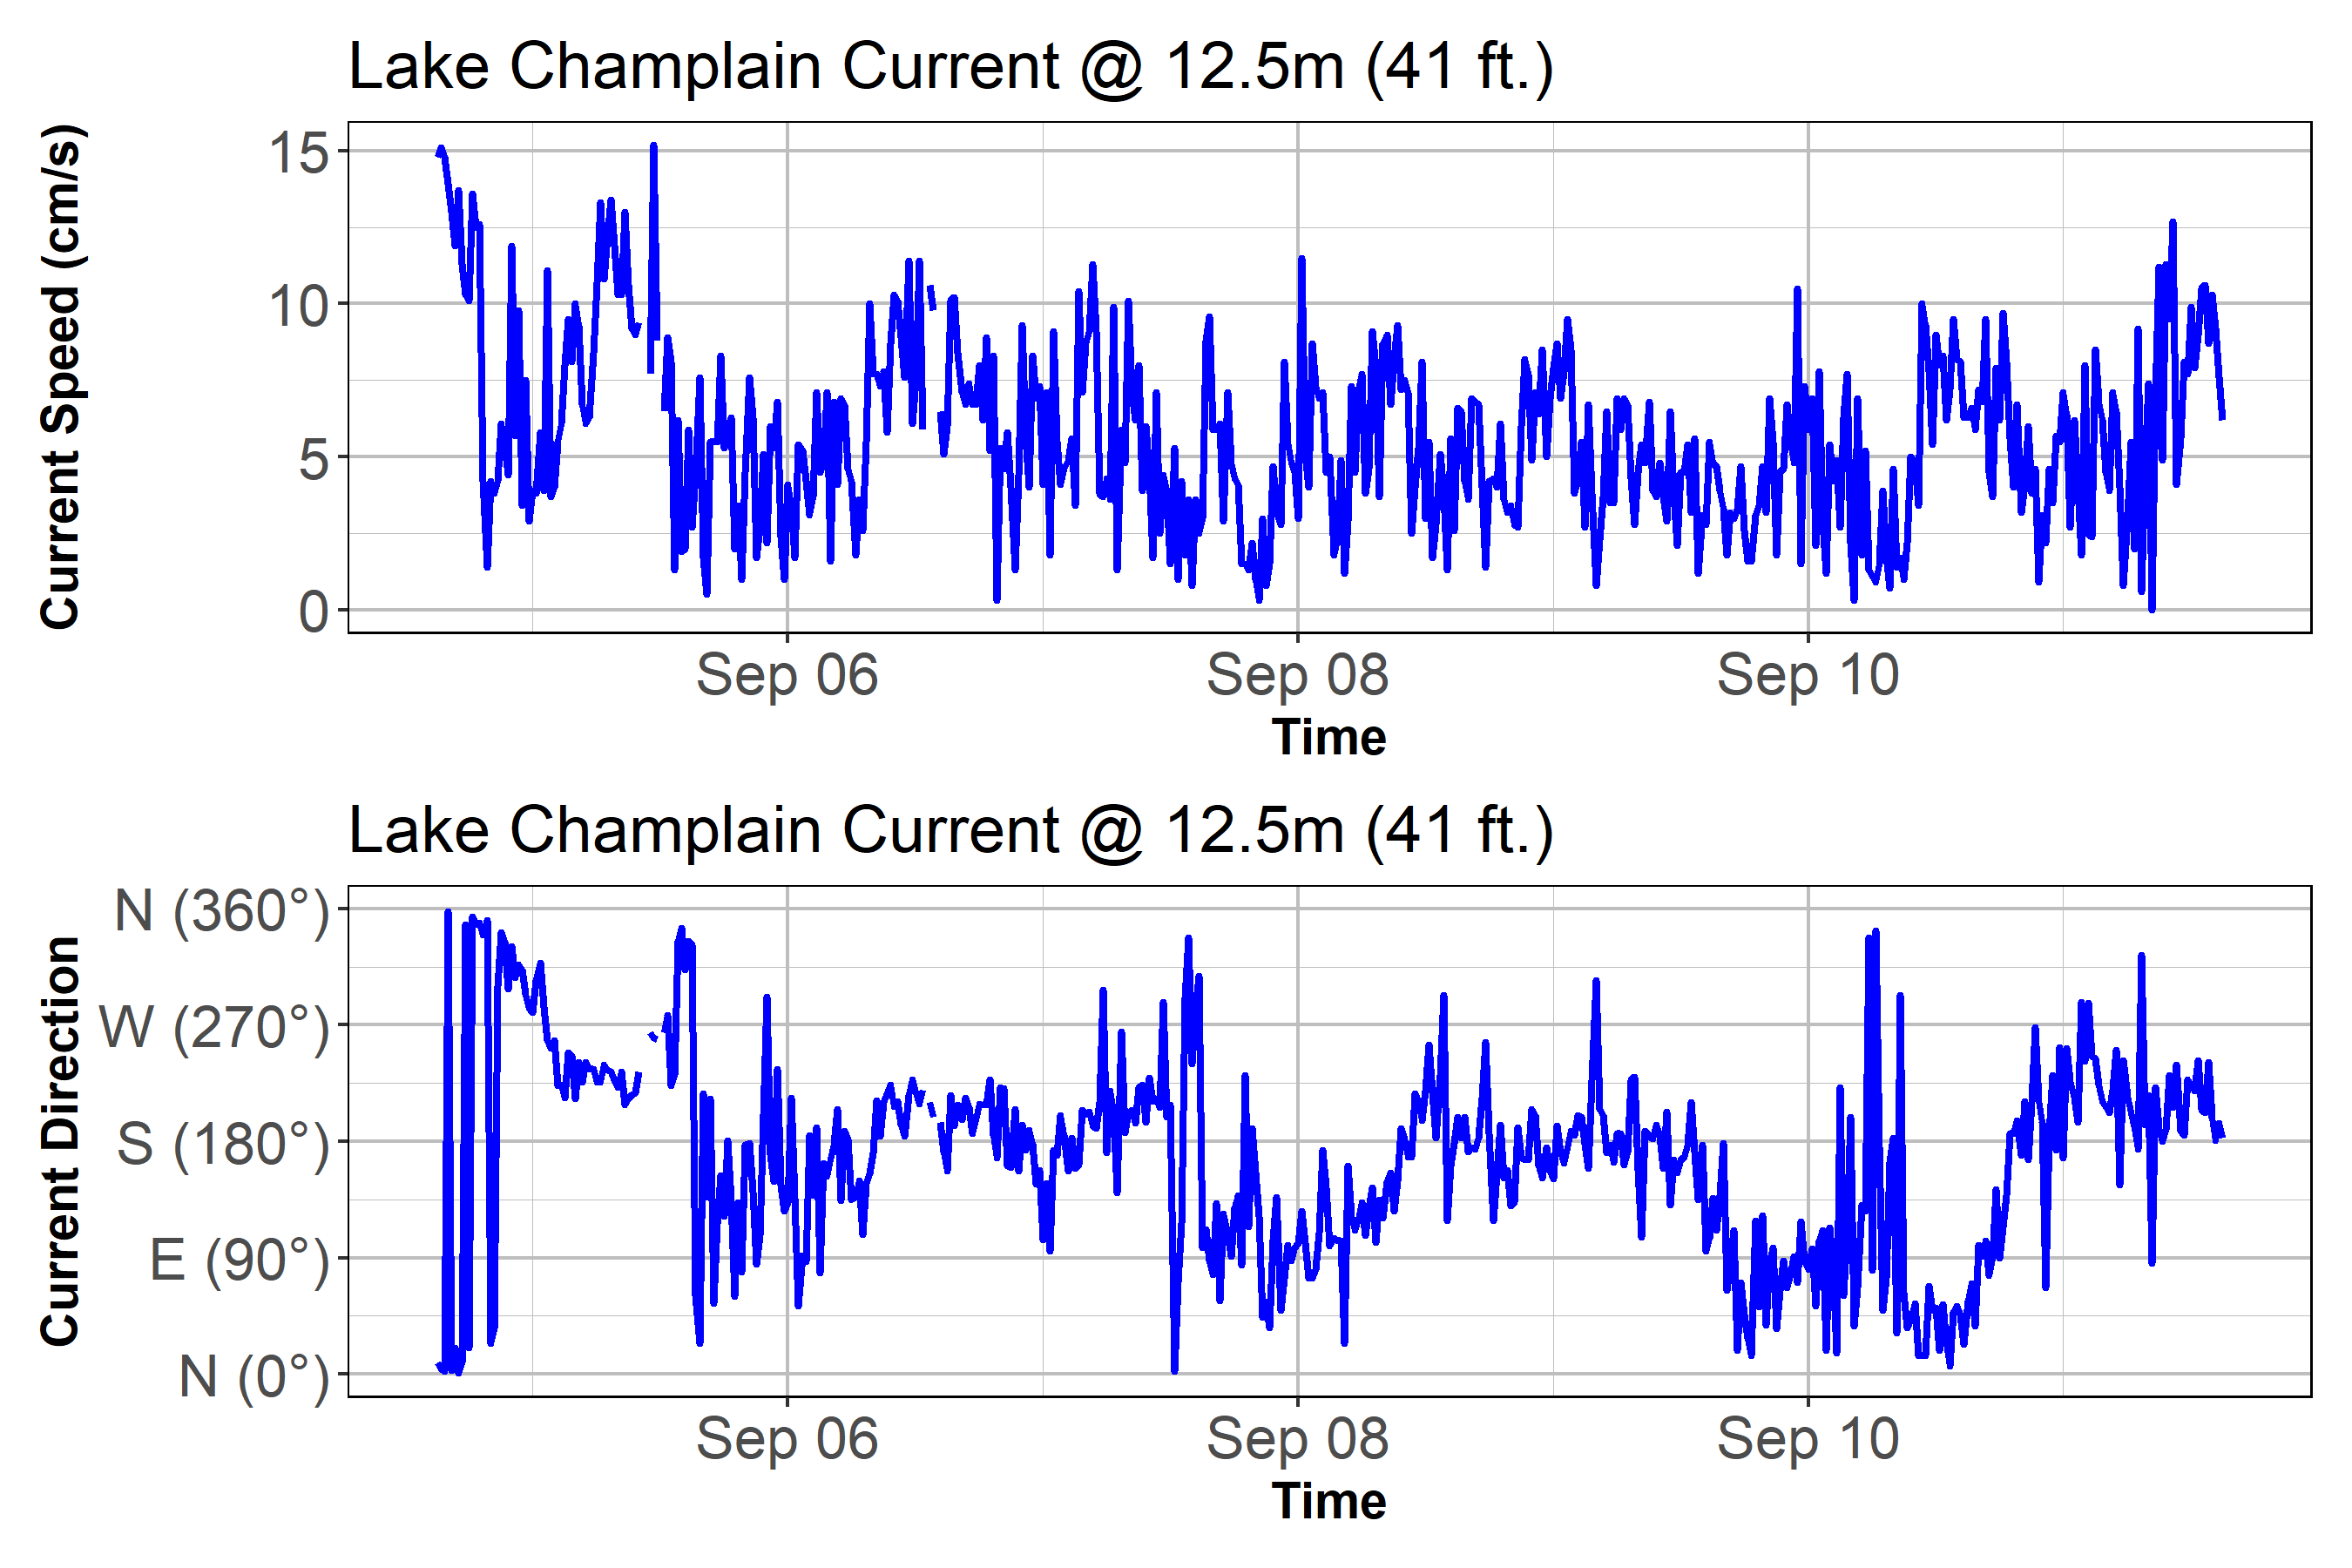 Lake Champlain Current @ 12.5m (41 ft.)
Current Speed (cm/s)
15
10
5
0
Sep 06
Sep 08
Sep 10
Time
Lake Champlain Current @ 12.5m (41 ft.)
Current Direction
N (360°)
W (270°)
S (180°)
E (90°)
N (0°)
Sep 06
Sep 08
Sep 10
Time